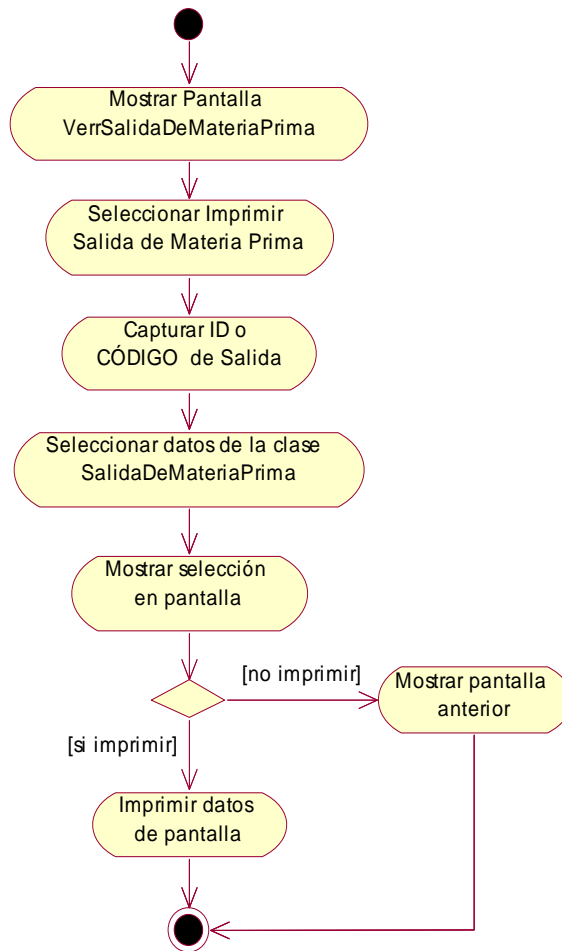 Mostrar Pantalla
VerrSalidaDeMateriaPrima
Seleccionar Imprimir
Salida de Materia Prima
Capturar ID o
CÓDIGO de Salida
Seleccionar datos de la clase
SalidaDeMateriaPrima
Mostrar selección
en pantalla
[no imprimir]
Mostrar pantalla
anterior
[si imprimir]
Imprimir datos
de pantalla